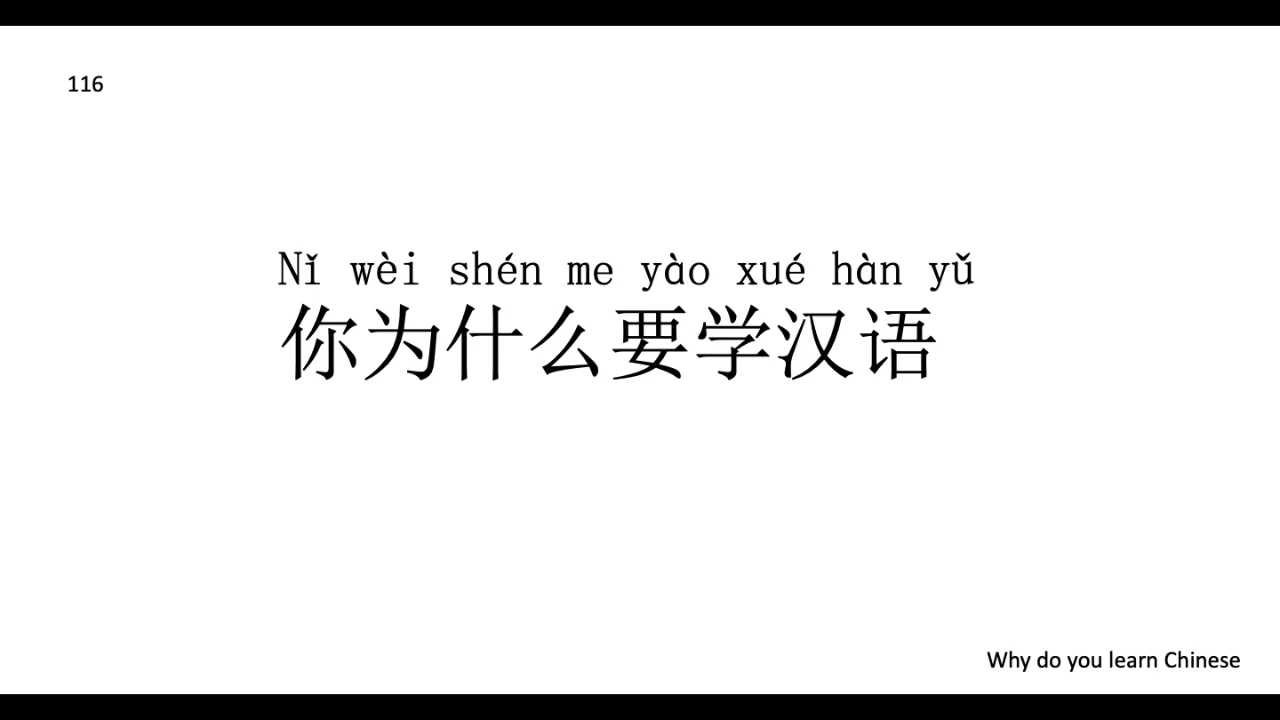 116
Nǐ wèi shén me yào xué hàn yǔ
你为什么要学汉语
Why do you learn Chinese